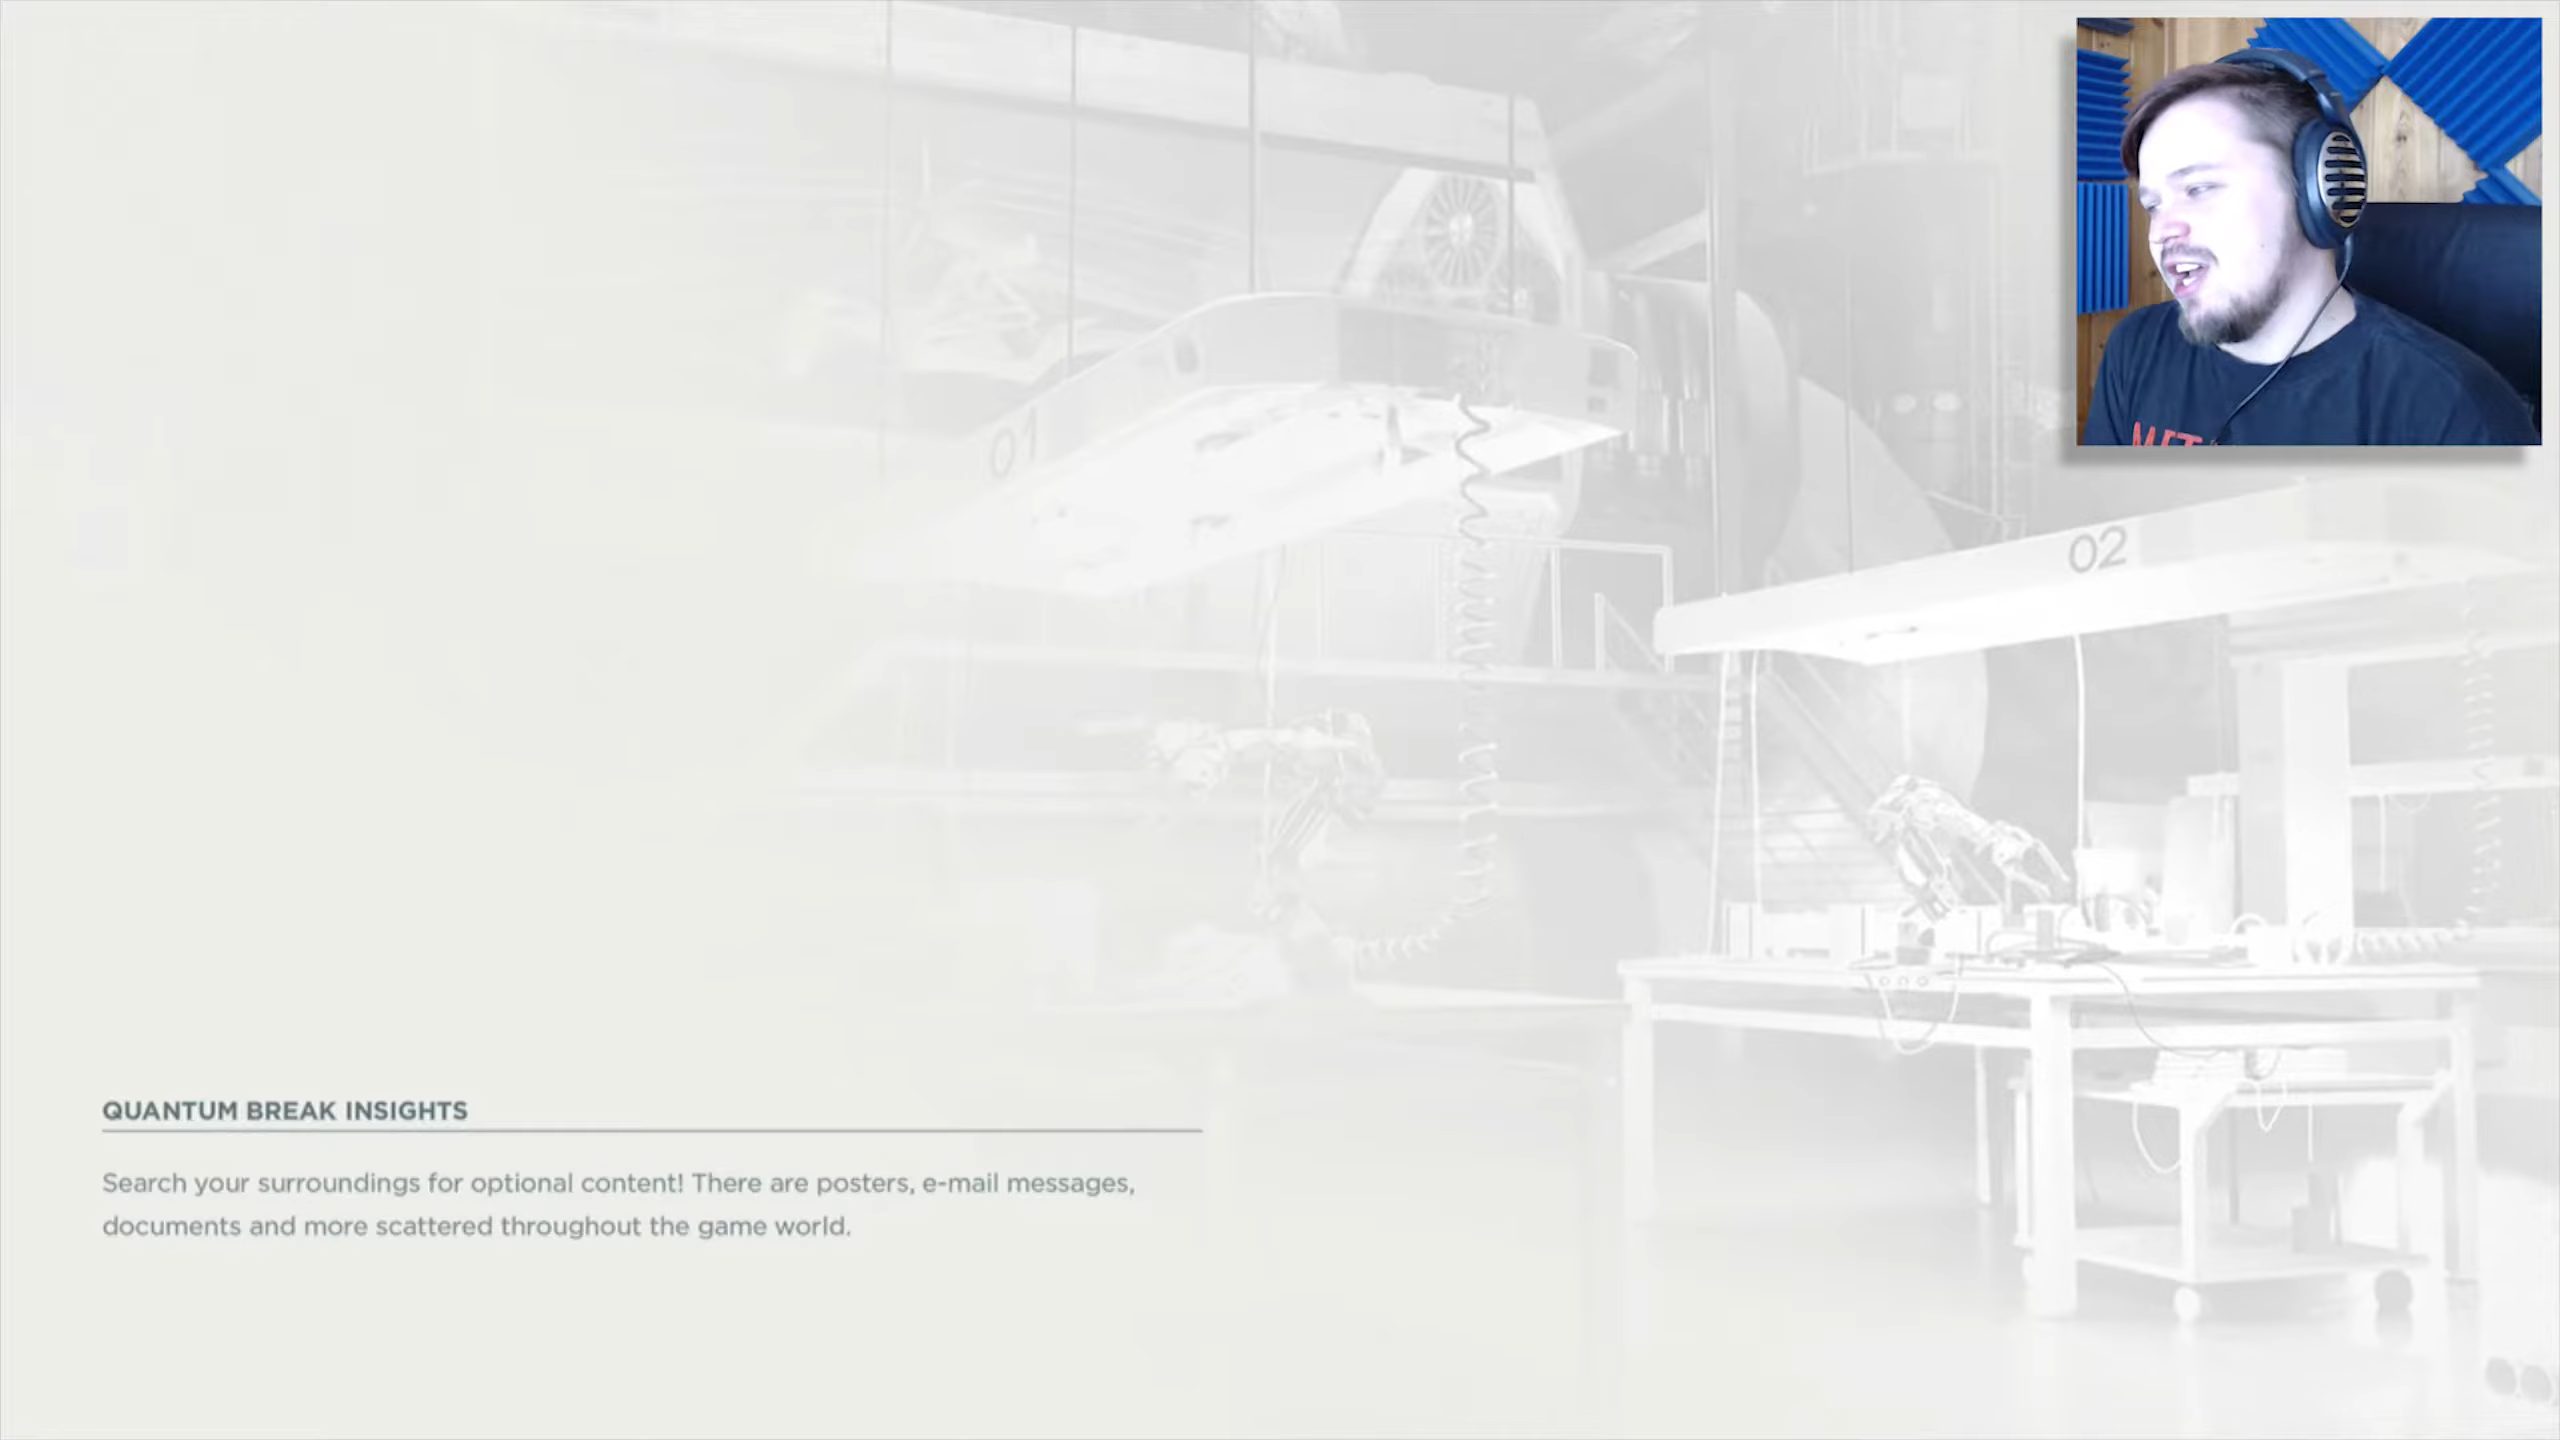 01
02
QUANTUM BREAK INSIGHTS
Search your surroundings for optional content! There are posters, e-mail messages,
documents and more scattered throughout the game world.